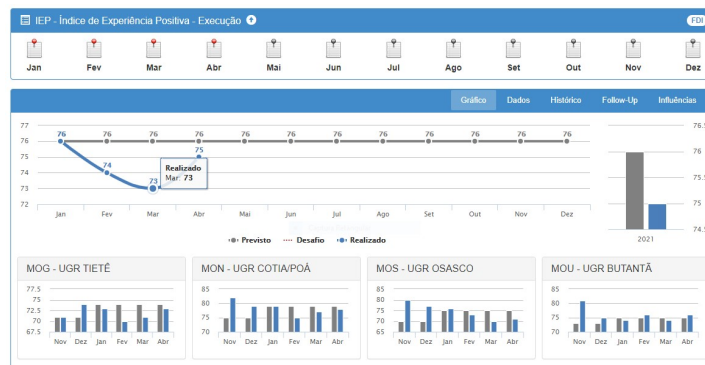 IEP - Índice de Experiência Positiva - Execução
FDI
Jan Fev Mar Abr Mai Jun Jul Ago Set Out Nov Dez
Gráfico Dados Histórico Follow-Up Influências
77
76
75
74
73
72
76 76 76 76 76 76 76 76 76 76 76 76
74
73
75
Realizado
Mar: 73
Jan Fev Mar Abr Mai Jun Jul Ago Set Out Nov Dez
Previsto Desafio Realizado
76.5
76
75.5
75
74.5
2021
MOG - UGR TIETÊ
77.5
75
72.5
70
67.5
Nov Dez Jan Fev Mar Abr
MON - UGR COTIA/POÁ
85
80
75
70
Nov Dez Jan Fev Mar Abr
MOS - UGR OSASCO
85
80
75
70
65
Nov Dez Jan Fev Mar Abr
MOU - UGR BUTANTÃ
85
80
75
70
Nov Dez Jan Fev Mar Abr